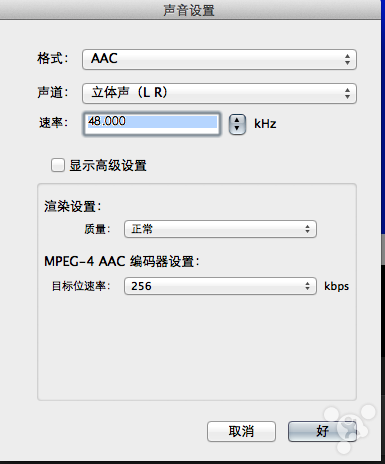 声音设置
格式： AAC
声道： 立体声（L R）
速率： 48.000 kHz
显示高级设置
渲染设置：
质量： 正常
MPEG-4 AAC 编码器设置：
目标位速率： 256 kbps
取消 好